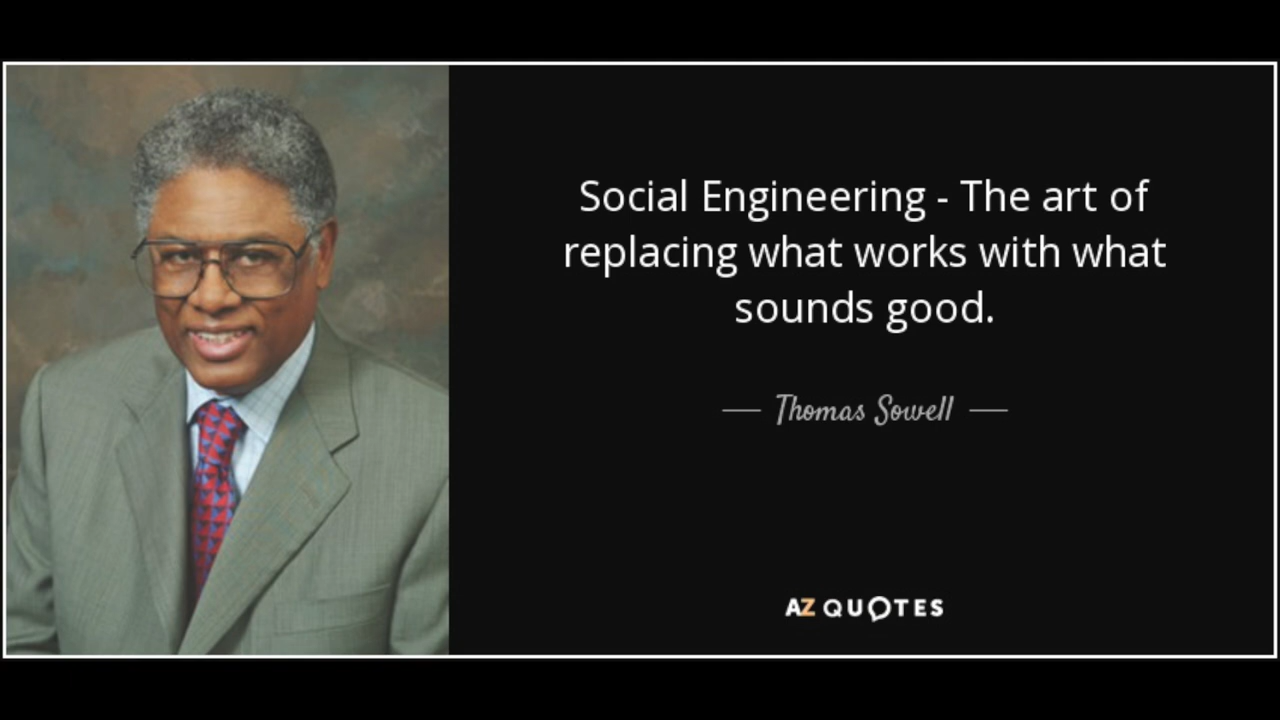 Social Engineering - The art of
replacing what works with what
sounds good.
Thomas Sowell
AZ QUOTES